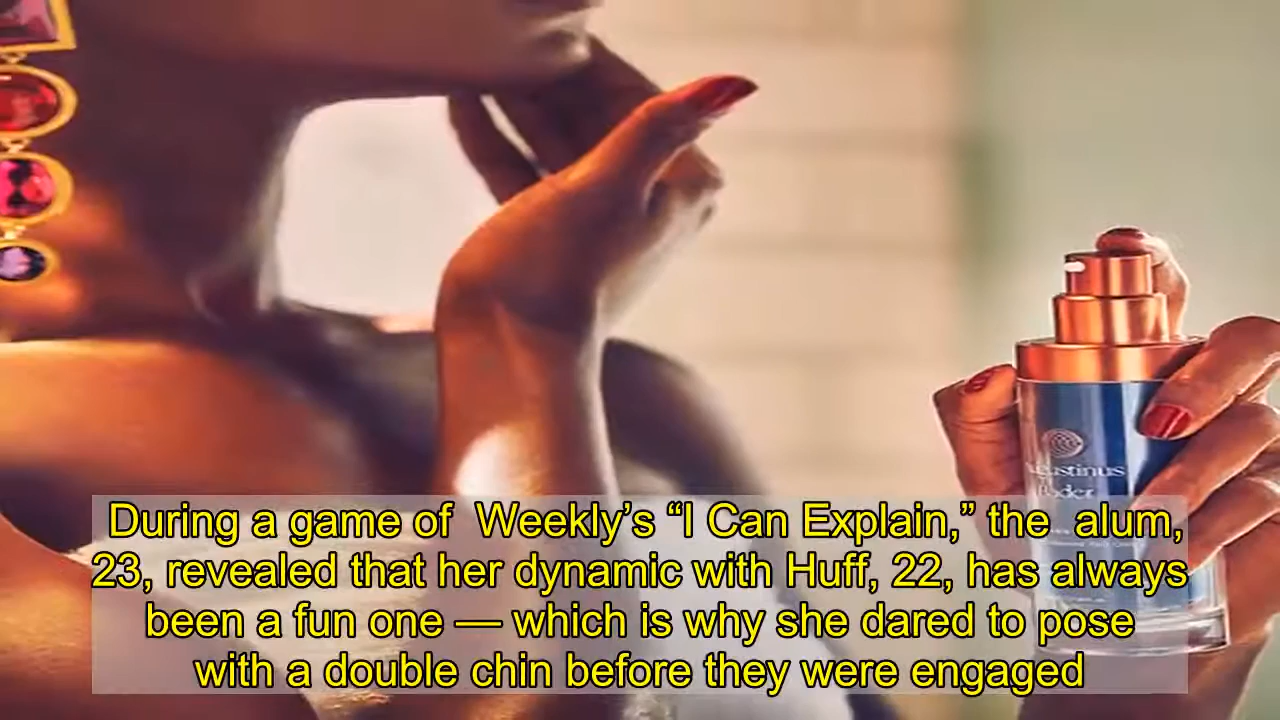 During a game of  Weekly’s “I Can Explain,” the  alum,
23, revealed that her dynamic with Huff, 22, has always
been a fun one — which is why she dared to pose
with a double chin before they were engaged